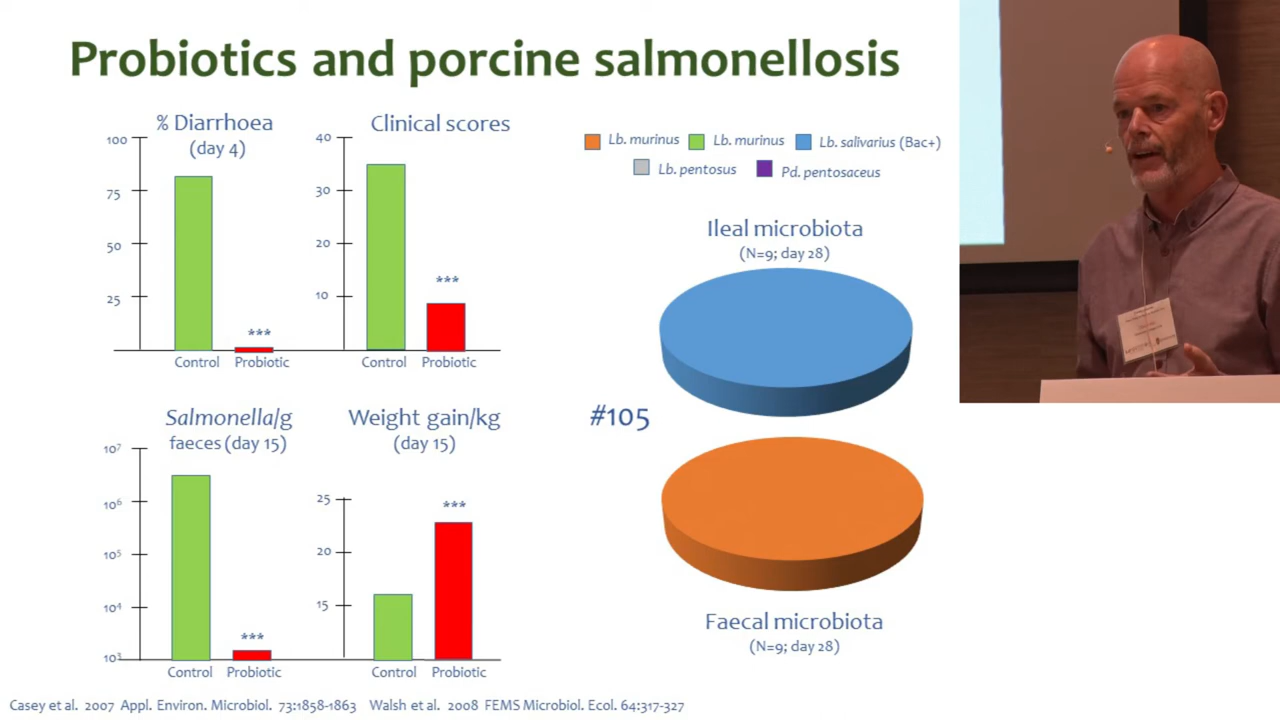 Probiotics and porcine salmonellosis
% Diarrhoea
(day 4)
100
75
50
25
***
Control
Probiotic
Clinical scores
40
30
20
10
***
Control
Probiotic
Salmonella/g
faeces (day 15)
10⁷
10⁶
10⁵
10⁴
10³
***
Control
Probiotic
Weight gain/kg
(day 15)
25
20
15
***
Control
Probiotic
Lb. murinus
Lb. murinus
Lb. salivarius (Bac+)
Lb. pentosus
Pd. pentosaceus
Ileal microbiota
(N=9; day 28)
#105
Faecal microbiota
(N=9; day 28)
Casey et al. 2007 Appl. Environ. Microbiol. 73:1858-1863 Walsh et al. 2008 FEMS Microbiol. Ecol. 64:317-327